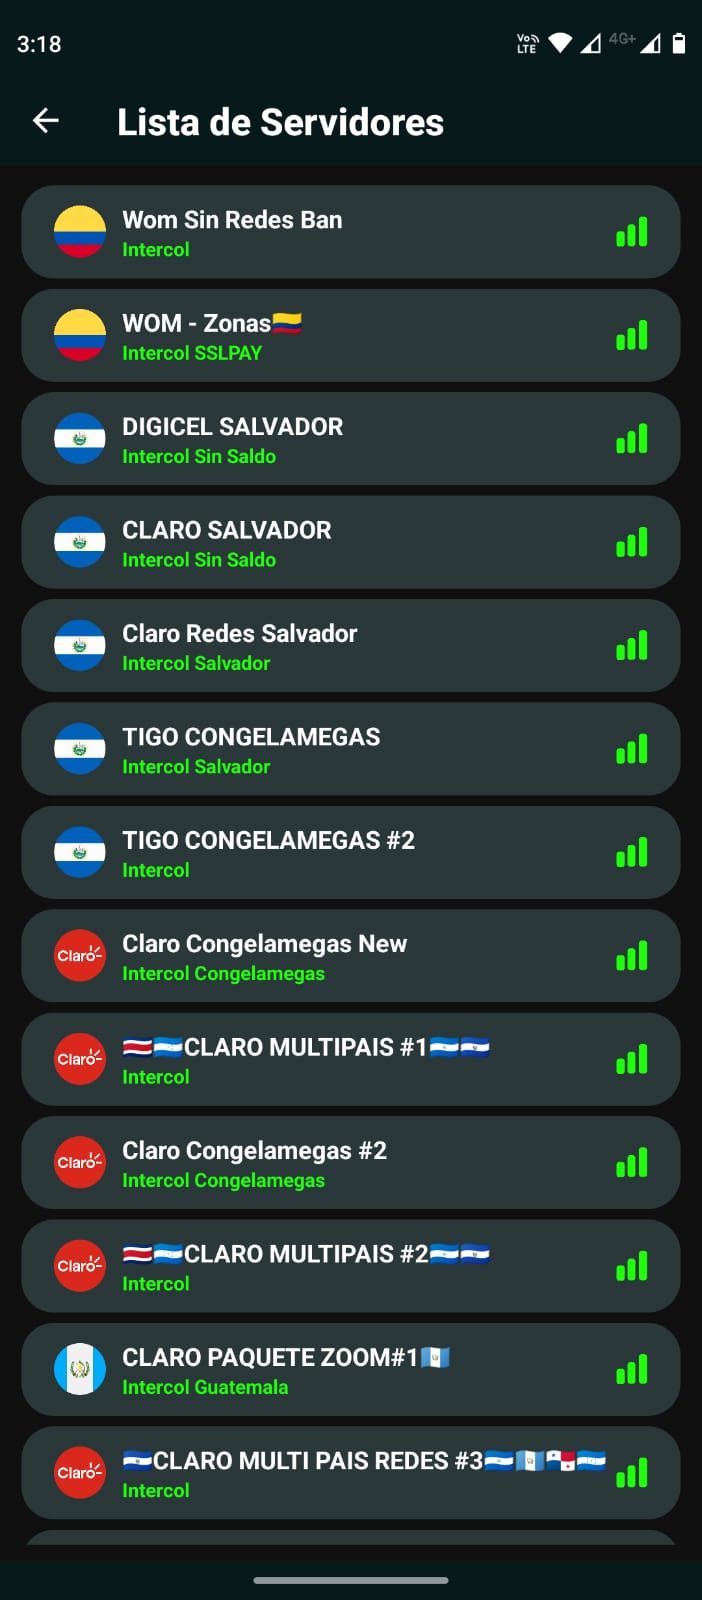 3:18
Vo LTE
4G+
Lista de Servidores
Wom Sin Redes Ban
Intercol
WOM - Zonas🇨🇴
Intercol SSLPAY
DIGICEL SALVADOR
Intercol Sin Saldo
CLARO SALVADOR
Intercol Sin Saldo
Claro Redes Salvador
Intercol Salvador
TIGO CONGELAMEGAS
Intercol Salvador
TIGO CONGELAMEGAS #2
Intercol
Claro
Claro Congelamegas New
Intercol Congelamegas
Claro
🇨🇷🇭🇳CLARO MULTIPAIS #1🇳🇮🇸🇻
Intercol
Claro
Claro Congelamegas #2
Intercol Congelamegas
Claro
🇨🇷🇭🇳CLARO MULTIPAIS #2🇳🇮🇸🇻
Intercol
CLARO PAQUETE ZOOM#1🇬🇹
Intercol Guatemala
Claro
🇸🇻CLARO MULTI PAIS REDES #3🇳🇮🇬🇹🇵🇦🇭🇳
Intercol